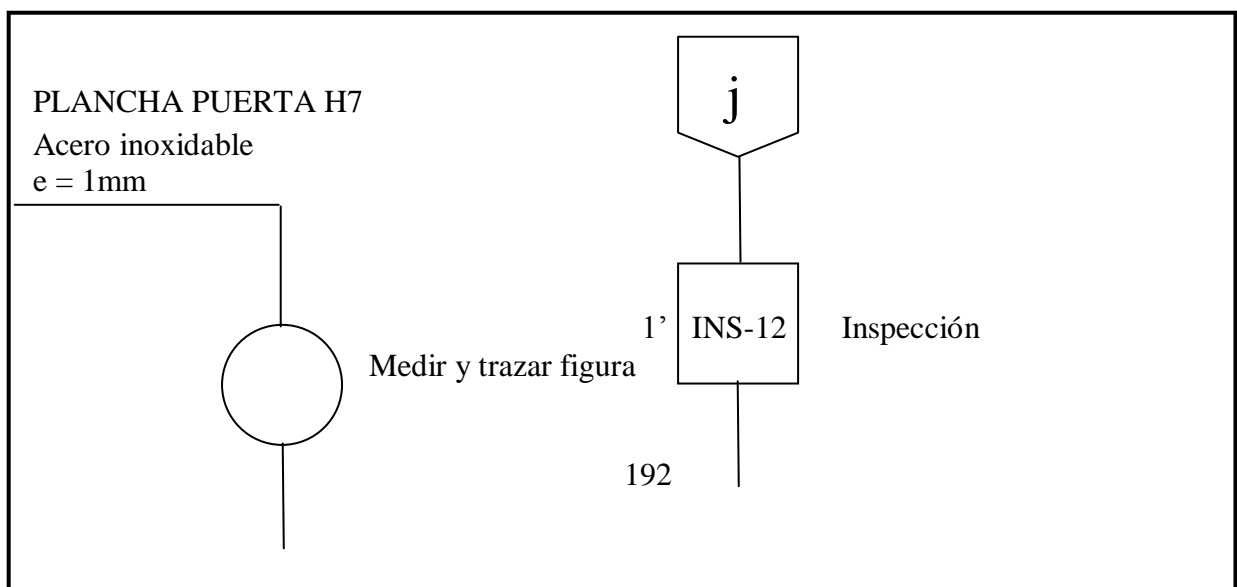 PLANCHA PUERTA H7
Acero inoxidable
e = 1mm
Medir y trazar figura
j
1’ INS-12 Inspección
192